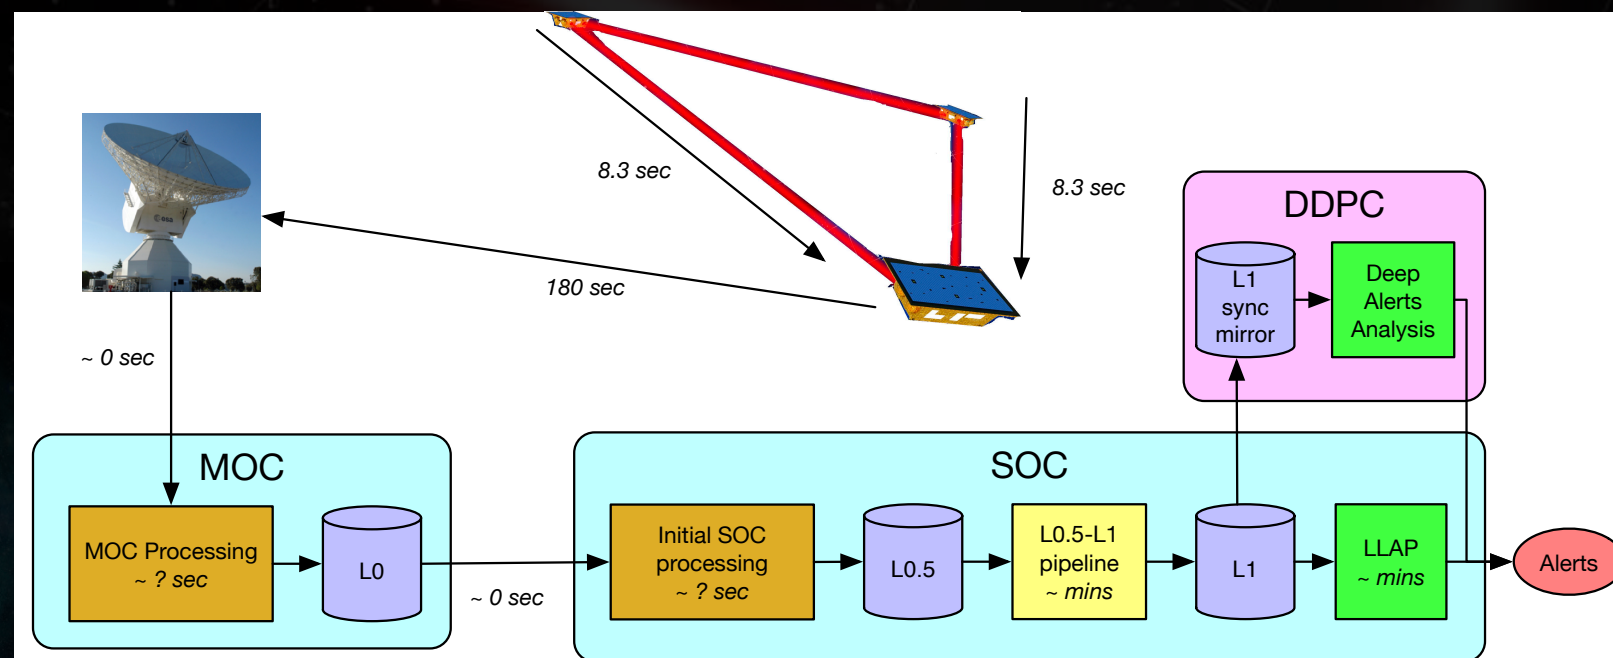 8.3 sec
8.3 sec
180 sec
~ 0 sec
esa
DDPC
L1
sync
mirror
Deep
Alerts
Analysis
MOC
MOC Processing
~ ? sec
L0
~ 0 sec
SOC
Initial SOC
processing
~ ? sec
L0.5
L0.5-L1
pipeline
~ mins
L1
LLAP
~ mins
Alerts